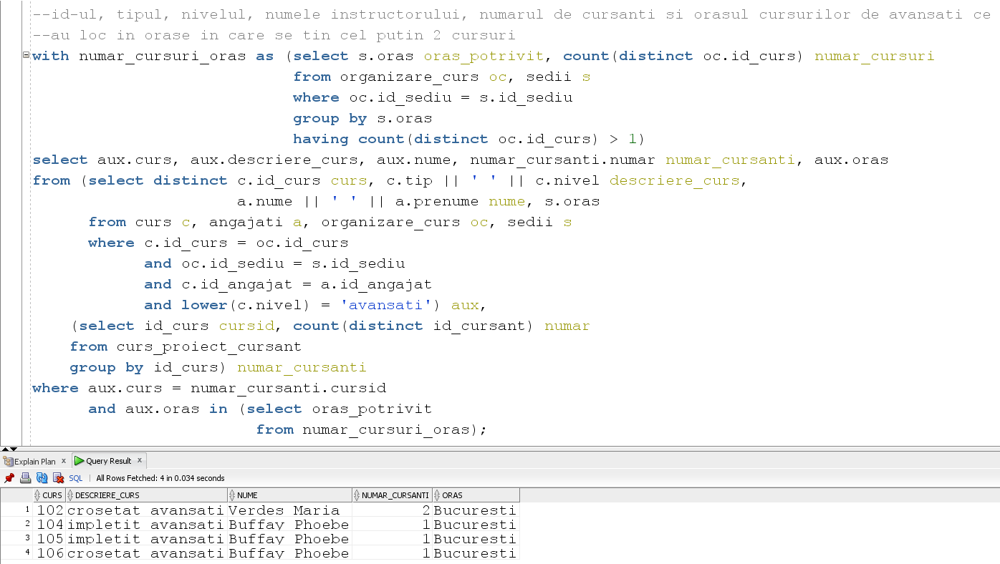 --id-ul, tipul, nivelul, numele instructorului, numarul de cursanti si orasul cursurilor de avansati ce
--au loc in orase in care se tin cel putin 2 cursuri
with numar_cursuri_oras as (select s.oras oras_potrivit, count(distinct oc.id_curs) numar_cursuri
from organizare_curs oc, sedii s
where oc.id_sediu = s.id_sediu
group by s.oras
having count(distinct oc.id_curs) > 1)
select aux.curs, aux.descriere_curs, aux.nume, numar_cursanti.numar numar_cursanti, aux.oras
from (select distinct c.id_curs curs, c.tip || ' ' || c.nivel descriere_curs,
a.nume || ' ' || a.prenume nume, s.oras
from curs c, angajati a, organizare_curs oc, sedii s
where c.id_curs = oc.id_curs
and oc.id_sediu = s.id_sediu
and c.id_angajat = a.id_angajat
and lower(c.nivel) = 'avansati') aux,
(select id_curs cursid, count(distinct id_cursant) numar
from curs_proiect_cursant
group by id_curs) numar_cursanti
where aux.curs = numar_cursanti.cursid
and aux.oras in (select oras_potrivit
from numar_cursuri_oras);
Explain Plan x Query Result x
SQL | All Rows Fetched: 4 in 0.034 seconds
CURS DESCRIERE_CURS NUME NUMAR_CURSANTI ORAS
1 102 crosetat avansati Verdes Maria 2 Bucuresti
2 104 impletit avansati Buffay Phoebe 1 Bucuresti
3 105 impletit avansati Buffay Phoebe 1 Bucuresti
4 106 crosetat avansati Buffay Phoebe 1 Bucuresti